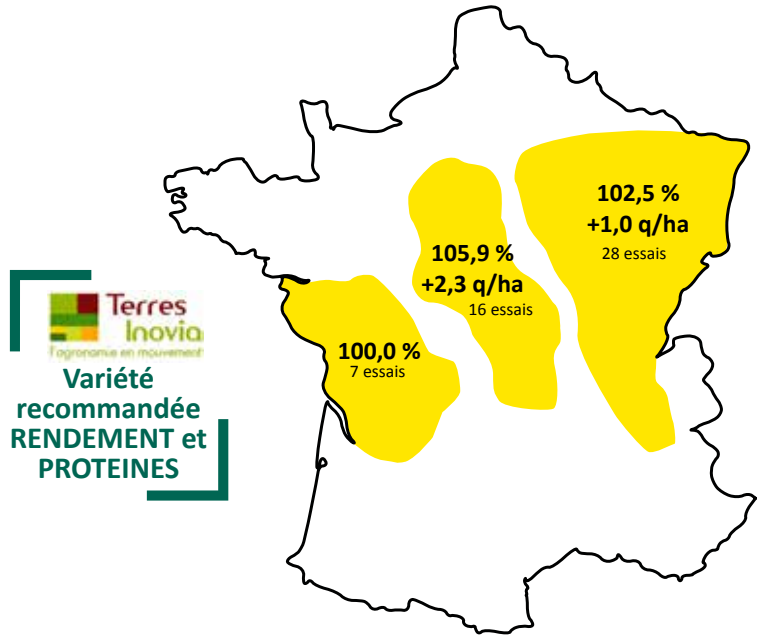 Terres
Inovia
l'agronomie en mouvement
Variété
recommandée
RENDEMENT et
PROTEINES
100,0 %
7 essais
105,9 %
+2,3 q/ha
16 essais
102,5 %
+1,0 q/ha
28 essais